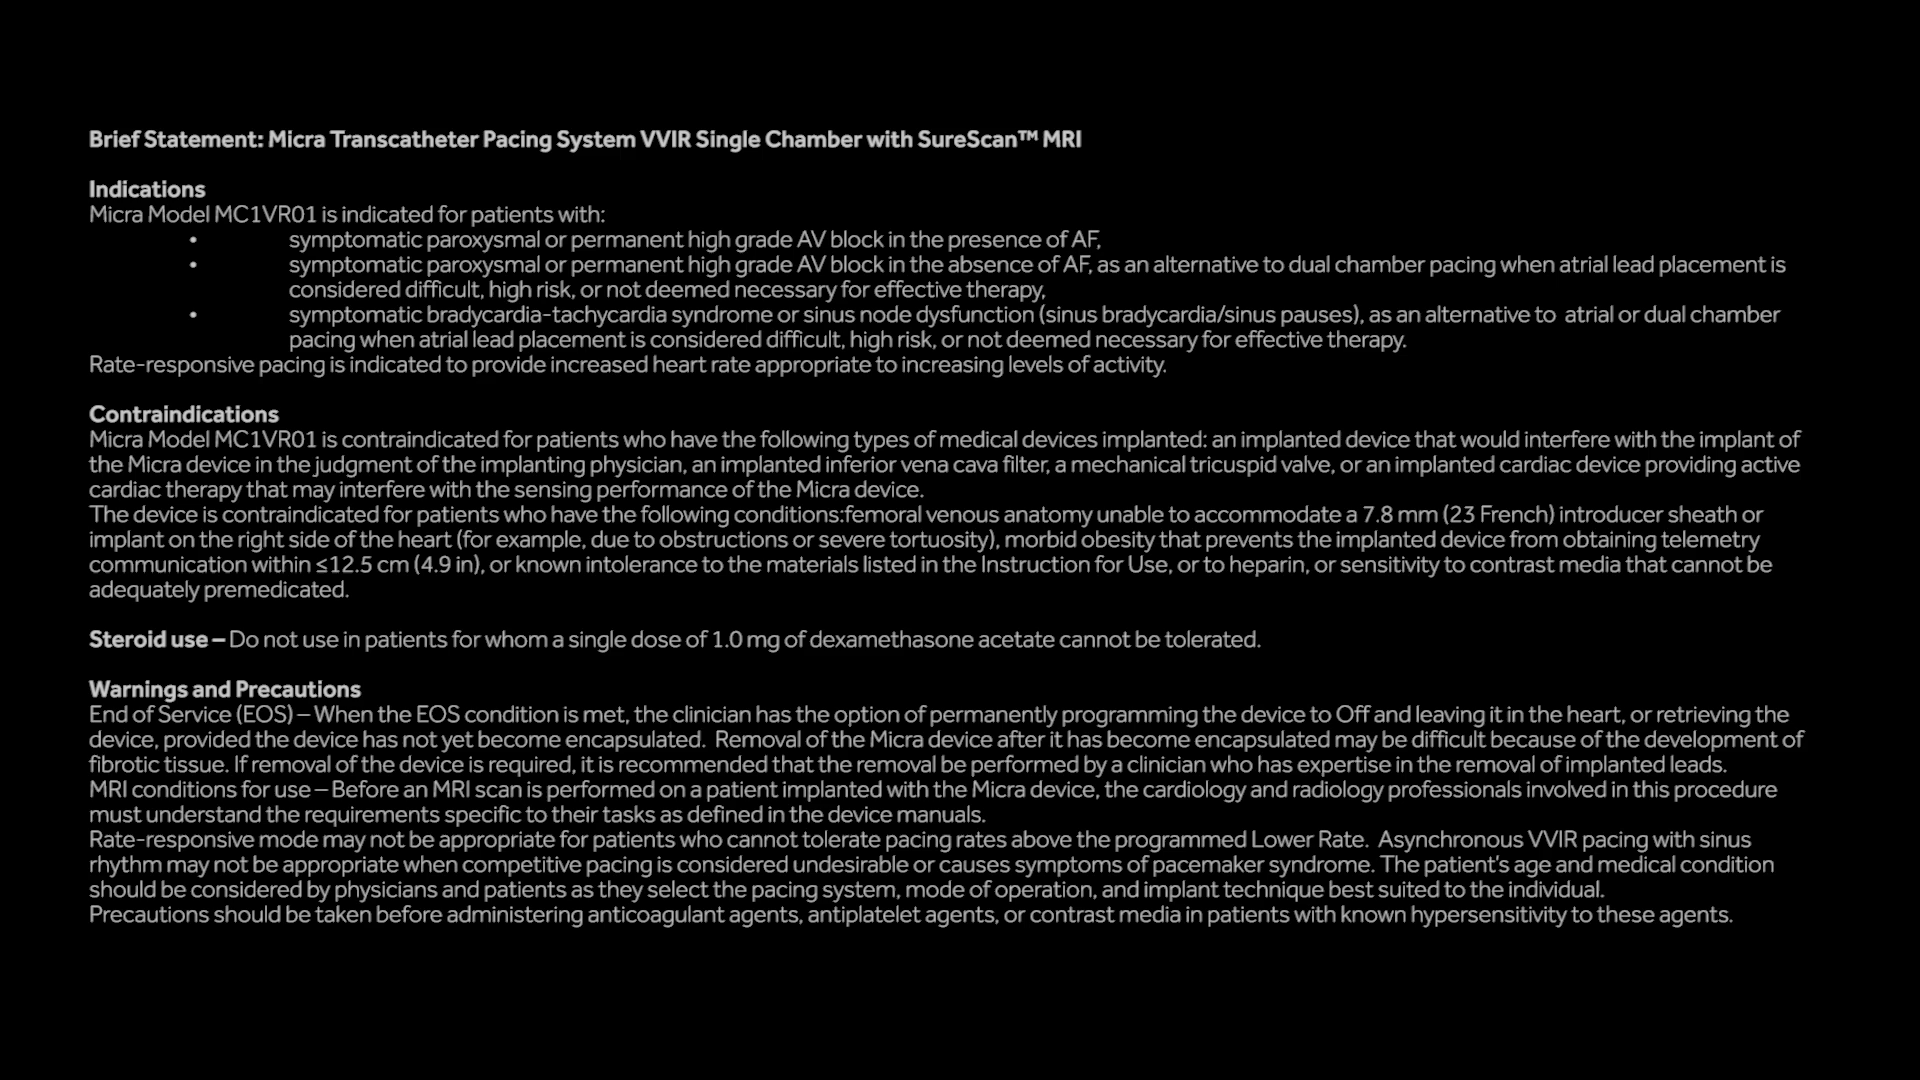 Brief Statement: Micra Transcatheter Pacing System VVIR Single Chamber with SureScan™ MRI
Indications
Micra Model MC1VR01 is indicated for patients with:
• symptomatic paroxysmal or permanent high grade AV block in the presence of AF,
• symptomatic paroxysmal or permanent high grade AV block in the absence of AF, as an alternative to dual chamber pacing when atrial lead placement is
considered difficult, high risk, or not deemed necessary for effective therapy,
• symptomatic bradycardia-tachycardia syndrome or sinus node dysfunction (sinus bradycardia/sinus pauses), as an alternative to atrial or dual chamber
pacing when atrial lead placement is considered difficult, high risk, or not deemed necessary for effective therapy.
Rate-responsive pacing is indicated to provide increased heart rate appropriate to increasing levels of activity.
Contraindications
Micra Model MC1VR01 is contraindicated for patients who have the following types of medical devices implanted: an implanted device that would interfere with the implant of
the Micra device in the judgment of the implanting physician, an implanted inferior vena cava filter, a mechanical tricuspid valve, or an implanted cardiac device providing active
cardiac therapy that may interfere with the sensing performance of the Micra device.
The device is contraindicated for patients who have the following conditions:femoral venous anatomy unable to accommodate a 7.8 mm (23 French) introducer sheath or
implant on the right side of the heart (for example, due to obstructions or severe tortuosity), morbid obesity that prevents the implanted device from obtaining telemetry
communication within ≤12.5 cm (4.9 in), or known intolerance to the materials listed in the Instruction for Use, or to heparin, or sensitivity to contrast media that cannot be
adequately premedicated.
Steroid use – Do not use in patients for whom a single dose of 1.0 mg of dexamethasone acetate cannot be tolerated.
Warnings and Precautions
End of Service (EOS) – When the EOS condition is met, the clinician has the option of permanently programming the device to Off and leaving it in the heart, or retrieving the
device, provided the device has not yet become encapsulated. Removal of the Micra device after it has become encapsulated may be difficult because of the development of
fibrotic tissue. If removal of the device is required, it is recommended that the removal be performed by a clinician who has expertise in the removal of implanted leads.
MRI conditions for use – Before an MRI scan is performed on a patient implanted with the Micra device, the cardiology and radiology professionals involved in this procedure
must understand the requirements specific to their tasks as defined in the device manuals.
Rate-responsive mode may not be appropriate for patients who cannot tolerate pacing rates above the programmed Lower Rate. Asynchronous VVIR pacing with sinus
rhythm may not be appropriate when competitive pacing is considered undesirable or causes symptoms of pacemaker syndrome. The patient's age and medical condition
should be considered by physicians and patients as they select the pacing system, mode of operation, and implant technique best suited to the individual.
Precautions should be taken before administering anticoagulant agents, antiplatelet agents, or contrast media in patients with known hypersensitivity to these agents.